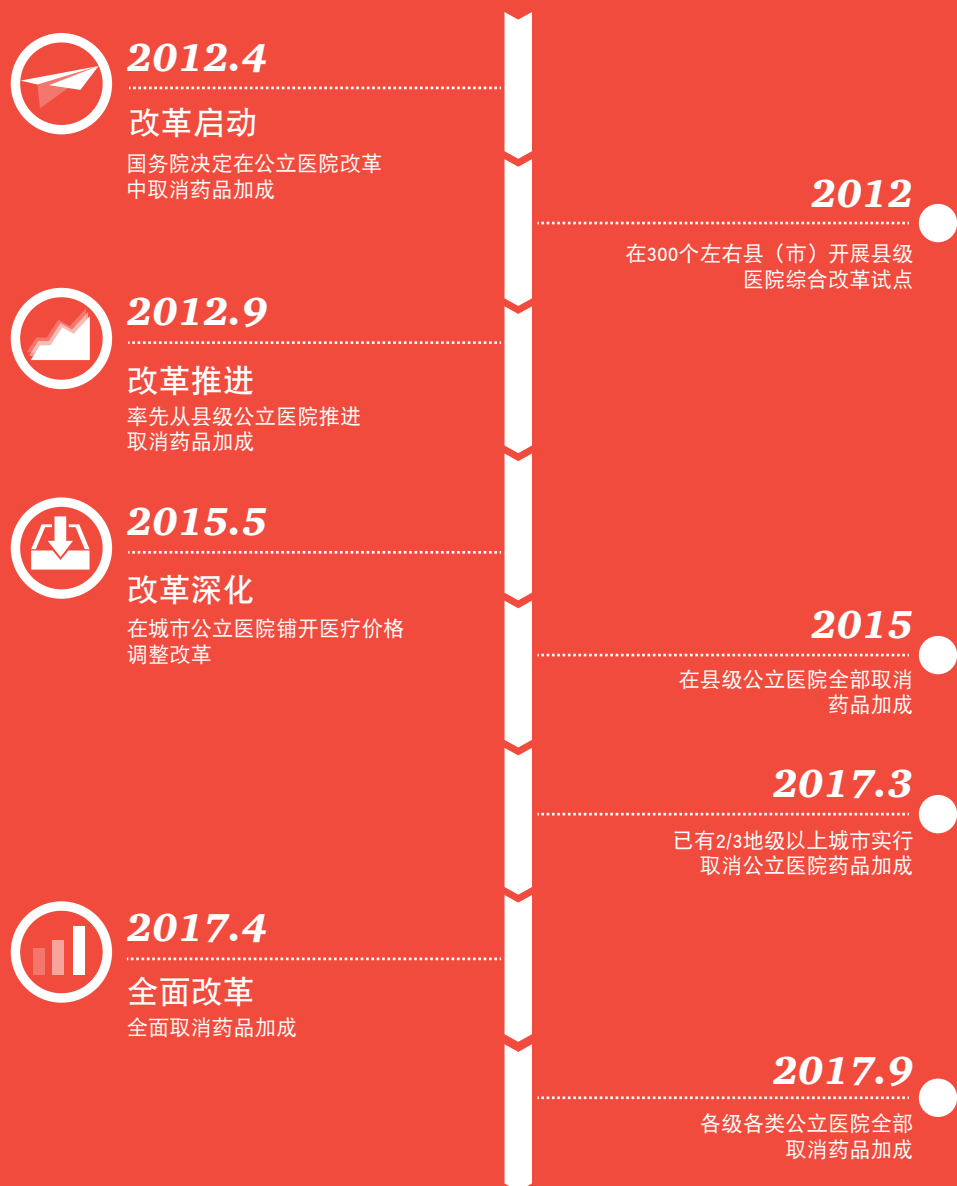 2012.4
改革启动
国务院决定在公立医院改革
中取消药品加成
2012
在300个左右县（市）开展县级
医院综合改革试点
2012.9
改革推进
率先从县级公立医院推进
取消药品加成
2015.5
改革深化
在城市公立医院铺开医疗价格
调整改革
2015
在县级公立医院全部取消
药品加成
2017.3
已有2/3地级以上城市实行
取消公立医院药品加成
2017.4
全面改革
全面取消药品加成
2017.9
各级各类公立医院全部
取消药品加成